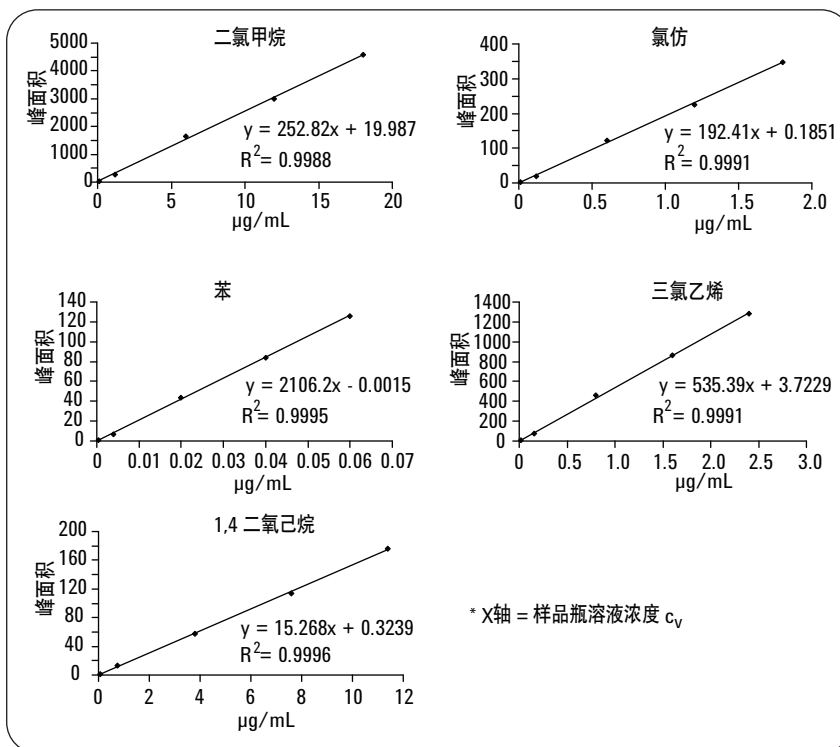 二氯甲烷
峰面积
5000
4000
3000
2000
1000
0
y = 252.82x + 19.987
R2= 0.9988
0 5 10 15 20
µg/mL
氯仿
峰面积
400
300
200
100
0
y = 192.41x + 0.1851
R2= 0.9991
0 0.5 1.0 1.5 2.0
µg/mL
苯
峰面积
140
120
100
80
60
40
20
0
y = 2106.2x - 0.0015
R2= 0.9995
0 0.01 0.02 0.03 0.04 0.05 0.06 0.07
µg/mL
三氯乙烯
峰面积
1400
1200
1000
800
600
400
200
0
y = 535.39x + 3.7229
R2= 0.9991
0 0.5 1.0 1.5 2.0 2.5 3.0
µg/mL
1,4 二氧己烷
峰面积
200
160
120
80
40
0
y = 15.268x + 0.3239
R2= 0.9996
0 2 4 6 8 10 12
µg/mL
* X轴 = 样品瓶溶液浓度 cv